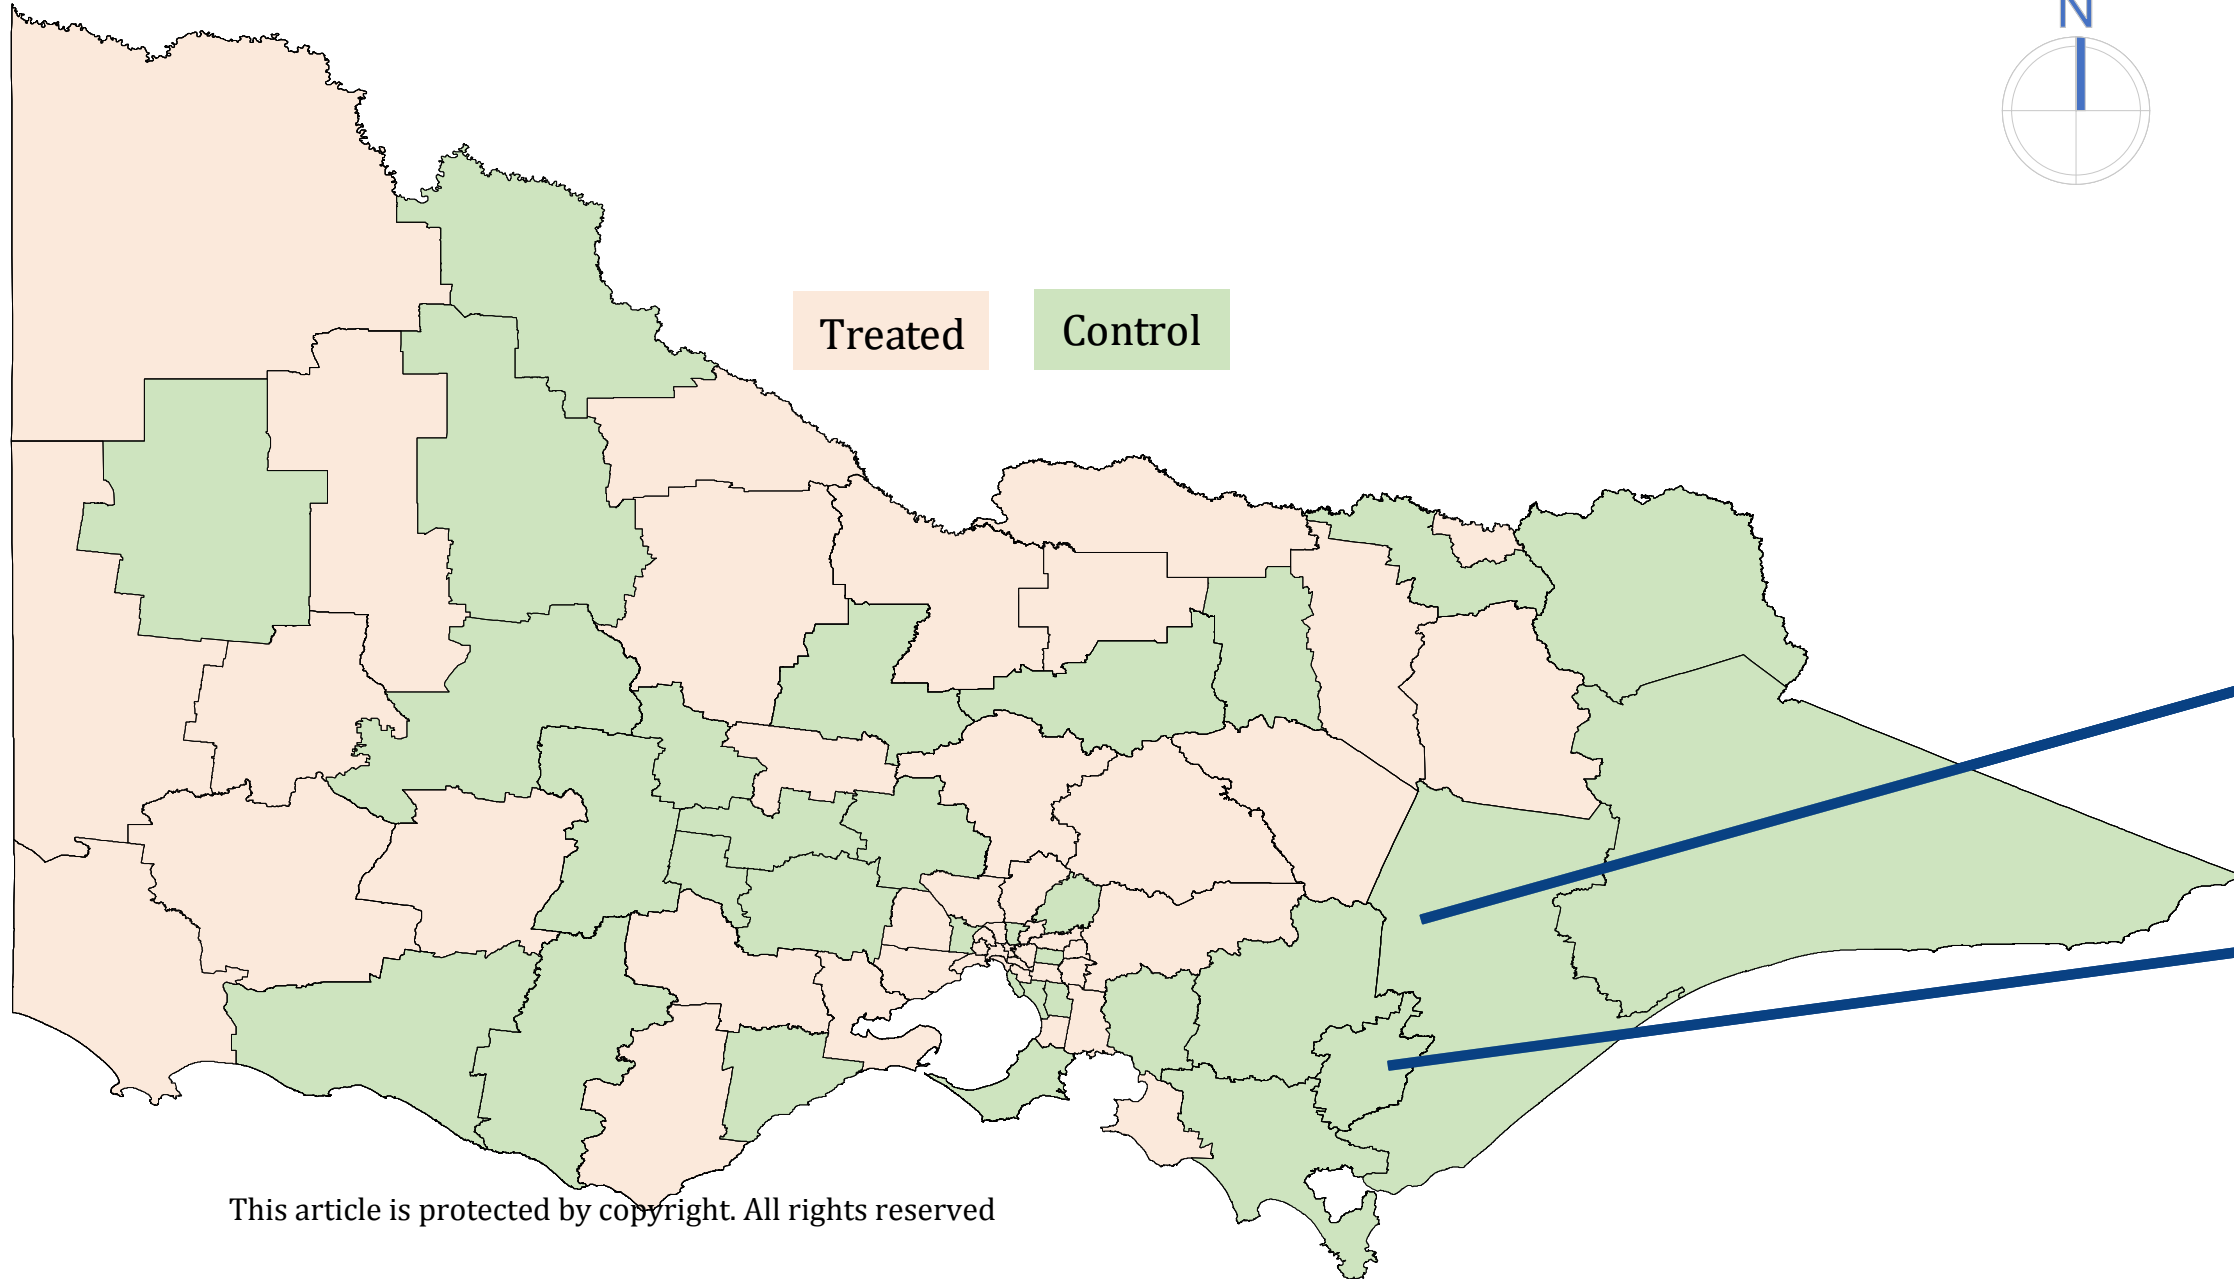 N
Treated
Control
This article is protected by copyright. All rights reserved